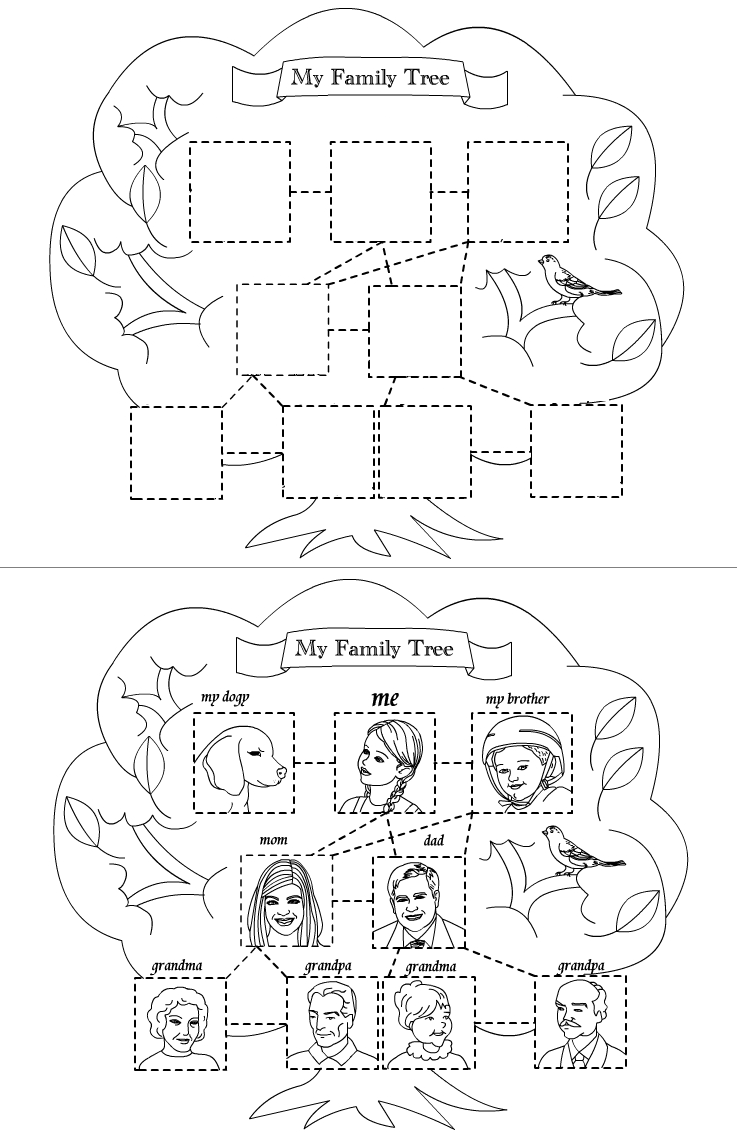 My Family Tree
My Family Tree
my dogy
me
my brother
mom
dad
grandma
grandpa
grandma
grandpa